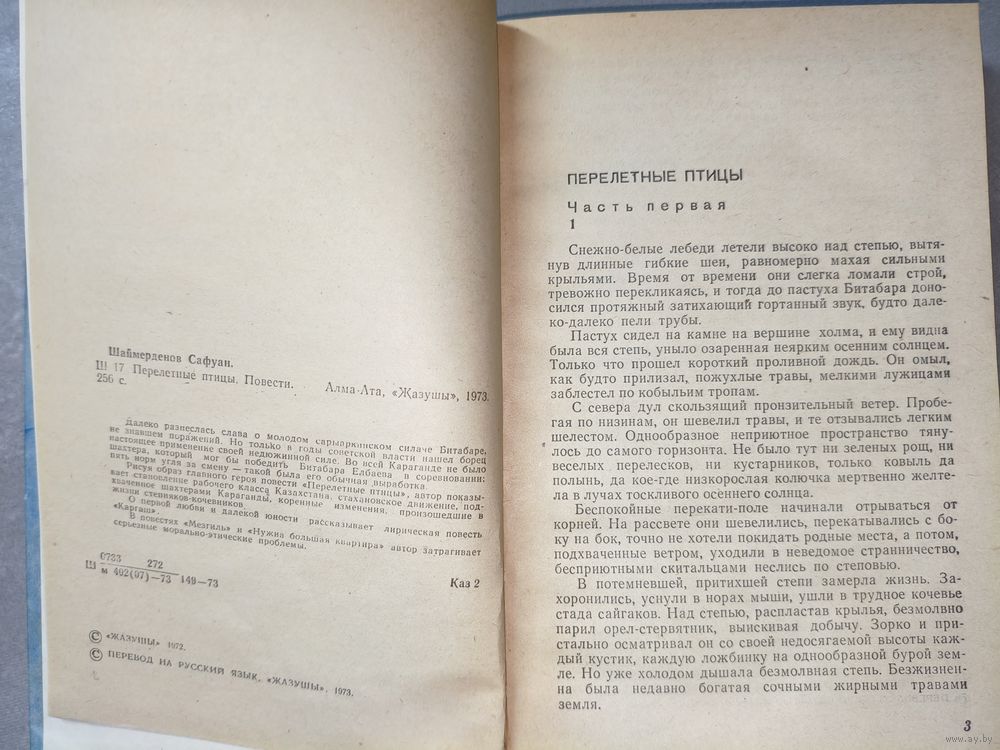 Шаймерденов Сафуан.
Ш 17 Перелетные птицы. Повести. Алма-Ата, «Жазушы», 1973.
256 с.
Далеко разнеслась слава о молодом сарыаркинском силаче Битабаре,
не знавшем поражений. Но только в годы советской власти нашел борец
настоящее применение своей недюжинной силе. Во всей Караганде не было
шахтера, который мог бы победить Битабара Елбаева в соревновании:
пять норм угля за смену — такой была его обычная выработка.
Рисуя образ главного героя повести «Перелетные птицы», автор показы-
вает становление рабочего класса Казахстана, стахановское движение, под-
хваченное шахтерами Караганды, коренные изменения, происшедшие в
жизни степняков-кочевников.
О первой любви и далекой юности рассказывает лирическая повесть
«Каргаш».
В повестях «Мезгиль» и «Нужна большая квартира» автор затрагивает
серьезные морально-этические проблемы.
Ш 0733 272
м 402(07)—73 149—73
Каз 2
© «ЖАЗУШЫ» 1972.
© ПЕРЕВОД НА РУССКИЙ ЯЗЫК, «ЖАЗУШЫ», 1973.
ПЕРЕЛЕТНЫЕ ПТИЦЫ
Часть первая
1
Снежно-белые лебеди летели высоко над степью, вытя-
нув длинные гибкие шеи, равномерно махая сильными
крыльями. Время от времени они слегка ломали строй,
тревожно перекликаясь, и тогда до пастуха Битабара доно-
сился протяжный затихающий гортанный звук, будто дале-
ко-далеко пели трубы.
Пастух сидел на камне на вершине холма, и ему видна
была вся степь, уныло озаренная неярким осенним солнцем.
Только что прошел короткий проливной дождь. Он омыл,
как будто прилизал, пожухлые травы, мелкими лужицами
заблестел по кобыльим тропам.
С севера дул скользящий пронзительный ветер. Пробе-
гая по низинам, он шевелил травы, и те отзывались легким
шелестом. Однообразное неприютное пространство тяну-
лось до самого горизонта. Не было тут ни зеленых рощ, ни
веселых перелесков, ни кустарников, только ковыль да
полынь, да кое-где низкорослая колючка мертвенно желте-
ла в лучах тоскливого осеннего солнца.
Беспокойные перекати-поле начинали отрываться от
корней. На рассвете они шевелились, перекатывались с бо-
ку на бок, точно не хотели покидать родные места, а потом,
подхваченные ветром, уходили в неведомое странничество,
бесприютными скитальцами неслись по степовью.
В потемневшей, притихшей степи замерла жизнь. За-
хоронились, уснули в норах мыши, ушли в трудное кочевье
стада сайгаков. Над степью, распластав крылья, безмолвно
парил орел-стервятник, выискивая добычу. Зорко и при-
стально осматривал он со своей недосягаемой высоты каж-
дый кустик, каждую ложбинку на однообразной бурой зем-
ле. Но уже холодом дышала безмолвная степь. Безжизнен-
на была недавно богатая сочными жирными травами
земля.
3
www.ay.by